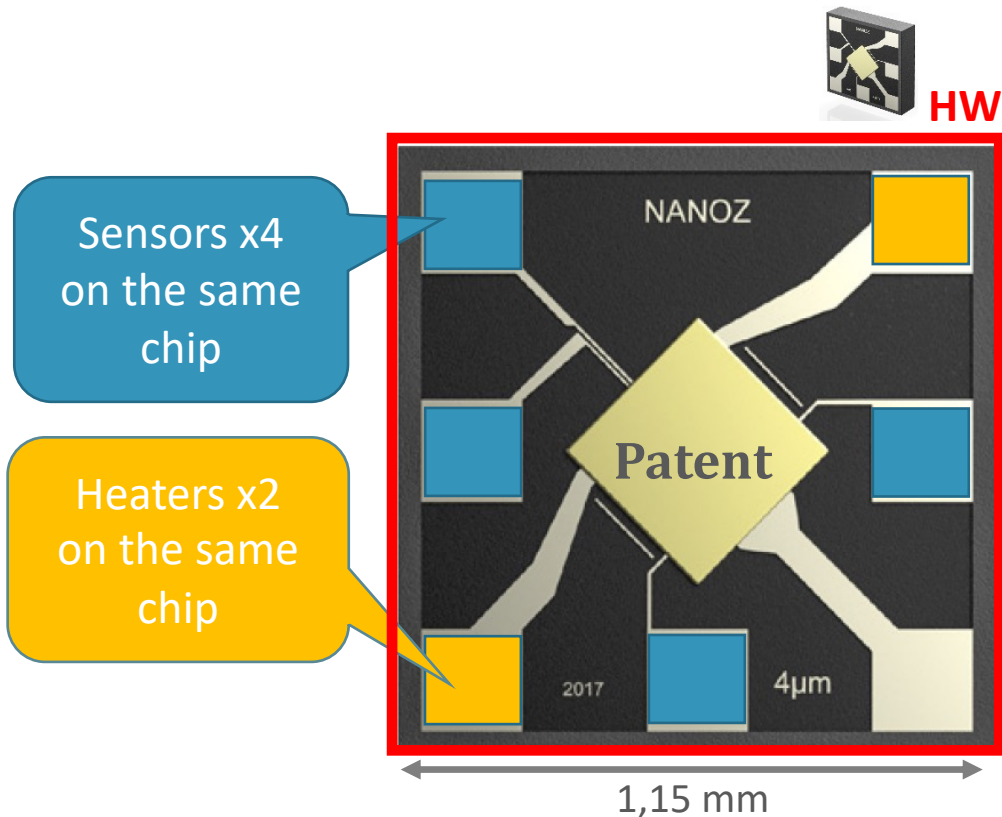 HW
Sensors x4
on the same
chip
NANOZ
Patent
Heaters x2
on the same
chip
2017
4µm
1,15 mm